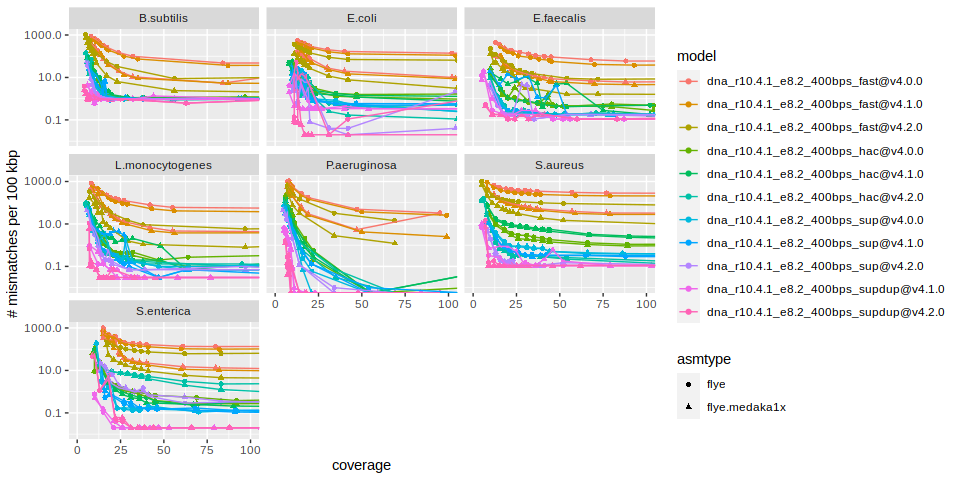 B.subtilis E.coli E.faecalis
1000.0
10.0
0.1
L.monocytogenes P.aeruginosa S.aureus
1000.0
10.0
0.1
0 25 50 75 100 0 25 50 75 100
S.enterica
1000.0
10.0
0.1
0 25 50 75 100
coverage
# mismatches per 100 kbp
model
dna_r10.4.1_e8.2_400bps_fast@v4.0.0
dna_r10.4.1_e8.2_400bps_fast@v4.1.0
dna_r10.4.1_e8.2_400bps_fast@v4.2.0
dna_r10.4.1_e8.2_400bps_hac@v4.0.0
dna_r10.4.1_e8.2_400bps_hac@v4.1.0
dna_r10.4.1_e8.2_400bps_hac@v4.2.0
dna_r10.4.1_e8.2_400bps_sup@v4.0.0
dna_r10.4.1_e8.2_400bps_sup@v4.1.0
dna_r10.4.1_e8.2_400bps_sup@v4.2.0
dna_r10.4.1_e8.2_400bps_supdup@v4.1.0
dna_r10.4.1_e8.2_400bps_supdup@v4.2.0
asmtype
flye
flye.medaka1x